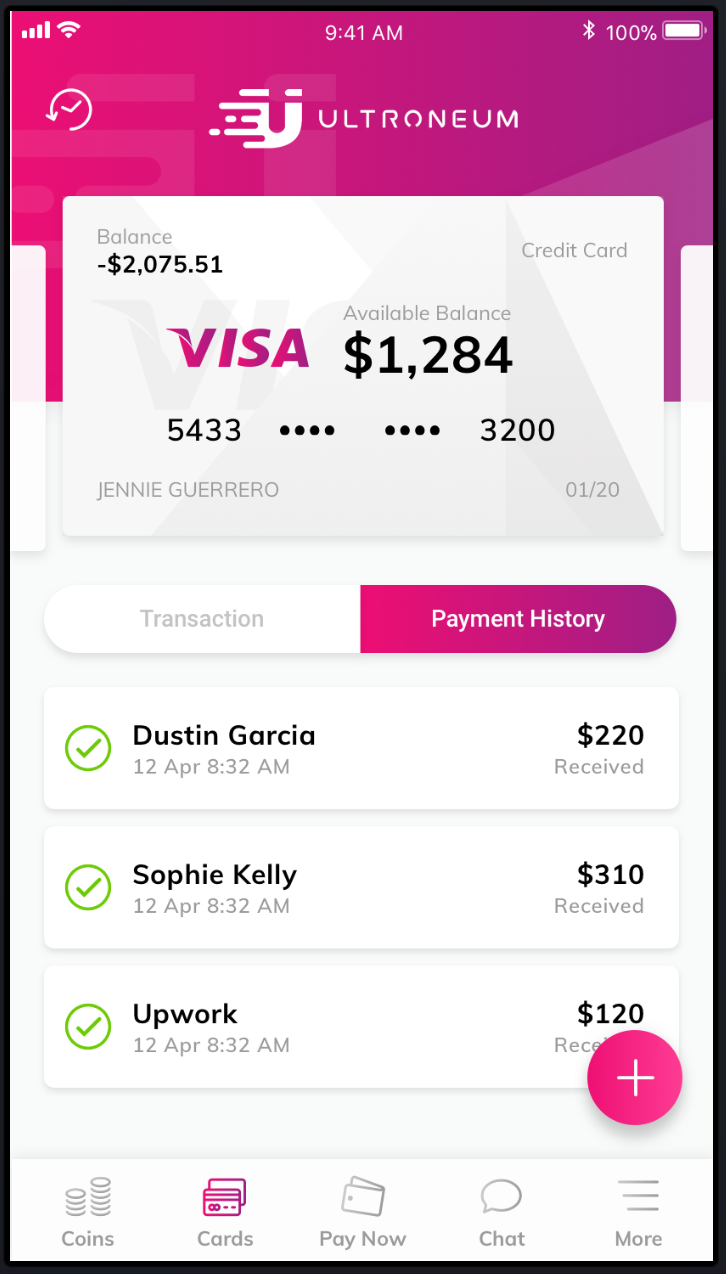 9:41 AM
100%
ULTRONEUM
Balance
-$2,075.51
Credit Card
VISA
Available Balance
$1,284
5433 •••• •••• 3200
JENNIE GUERRERO
01/20
Transaction
Payment History
Dustin Garcia
$220
12 Apr 8:32 AM
Received
Sophie Kelly
$310
12 Apr 8:32 AM
Received
Upwork
$120
12 Apr 8:32 AM
Rece
Coins
Cards
Pay Now
Chat
More